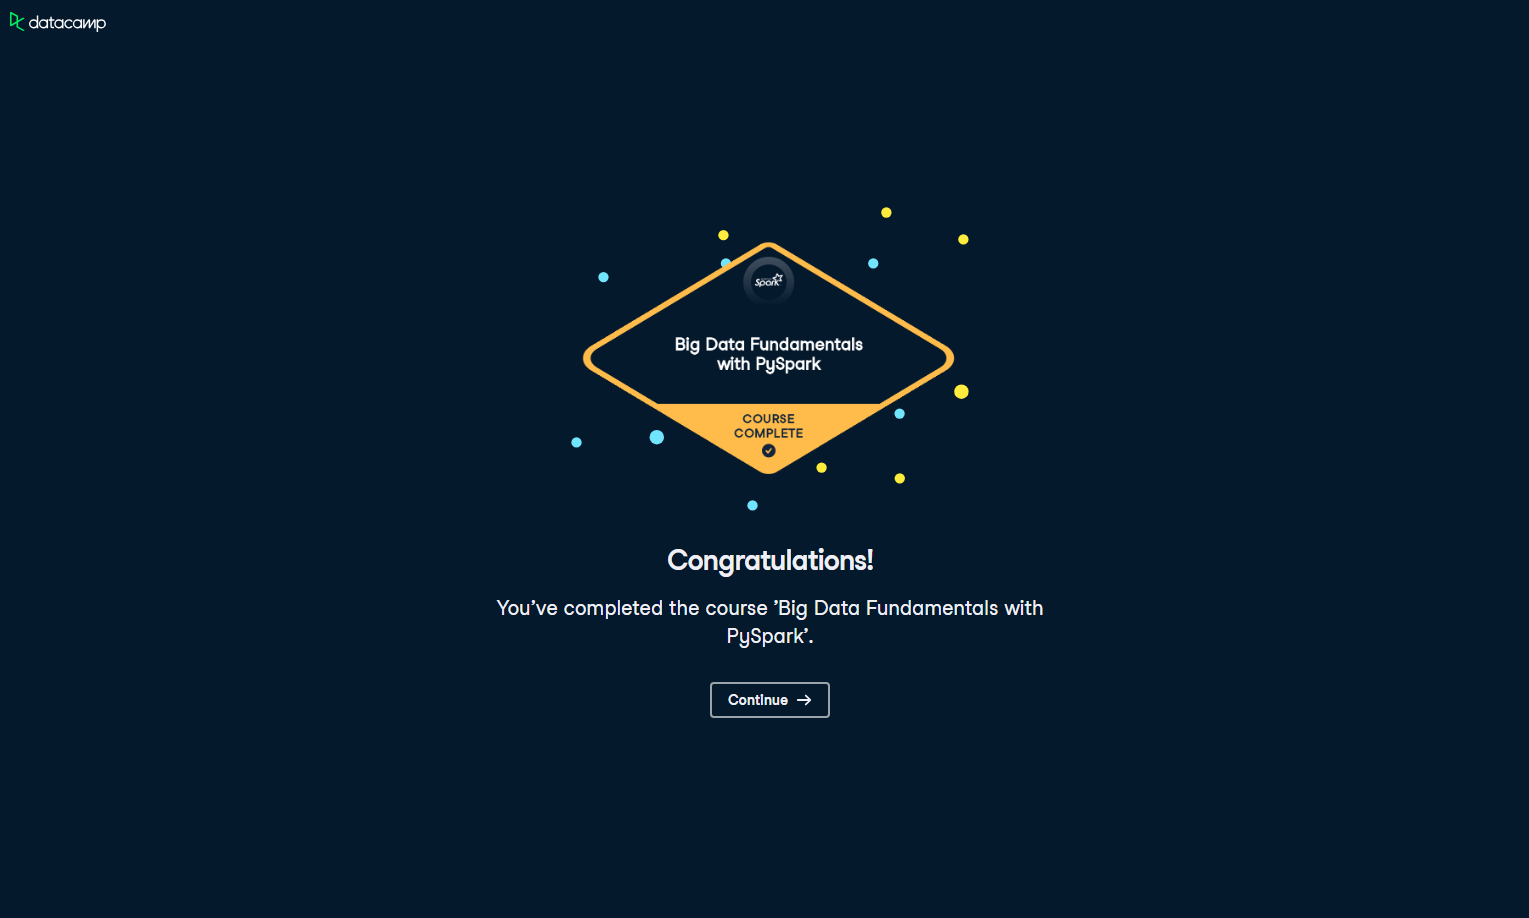 datacamp
Spark
Big Data Fundamentals
with PySpark
COURSE
COMPLETE
Congratulations!
You’ve completed the course ’Big Data Fundamentals with
PySpark’.
Continue